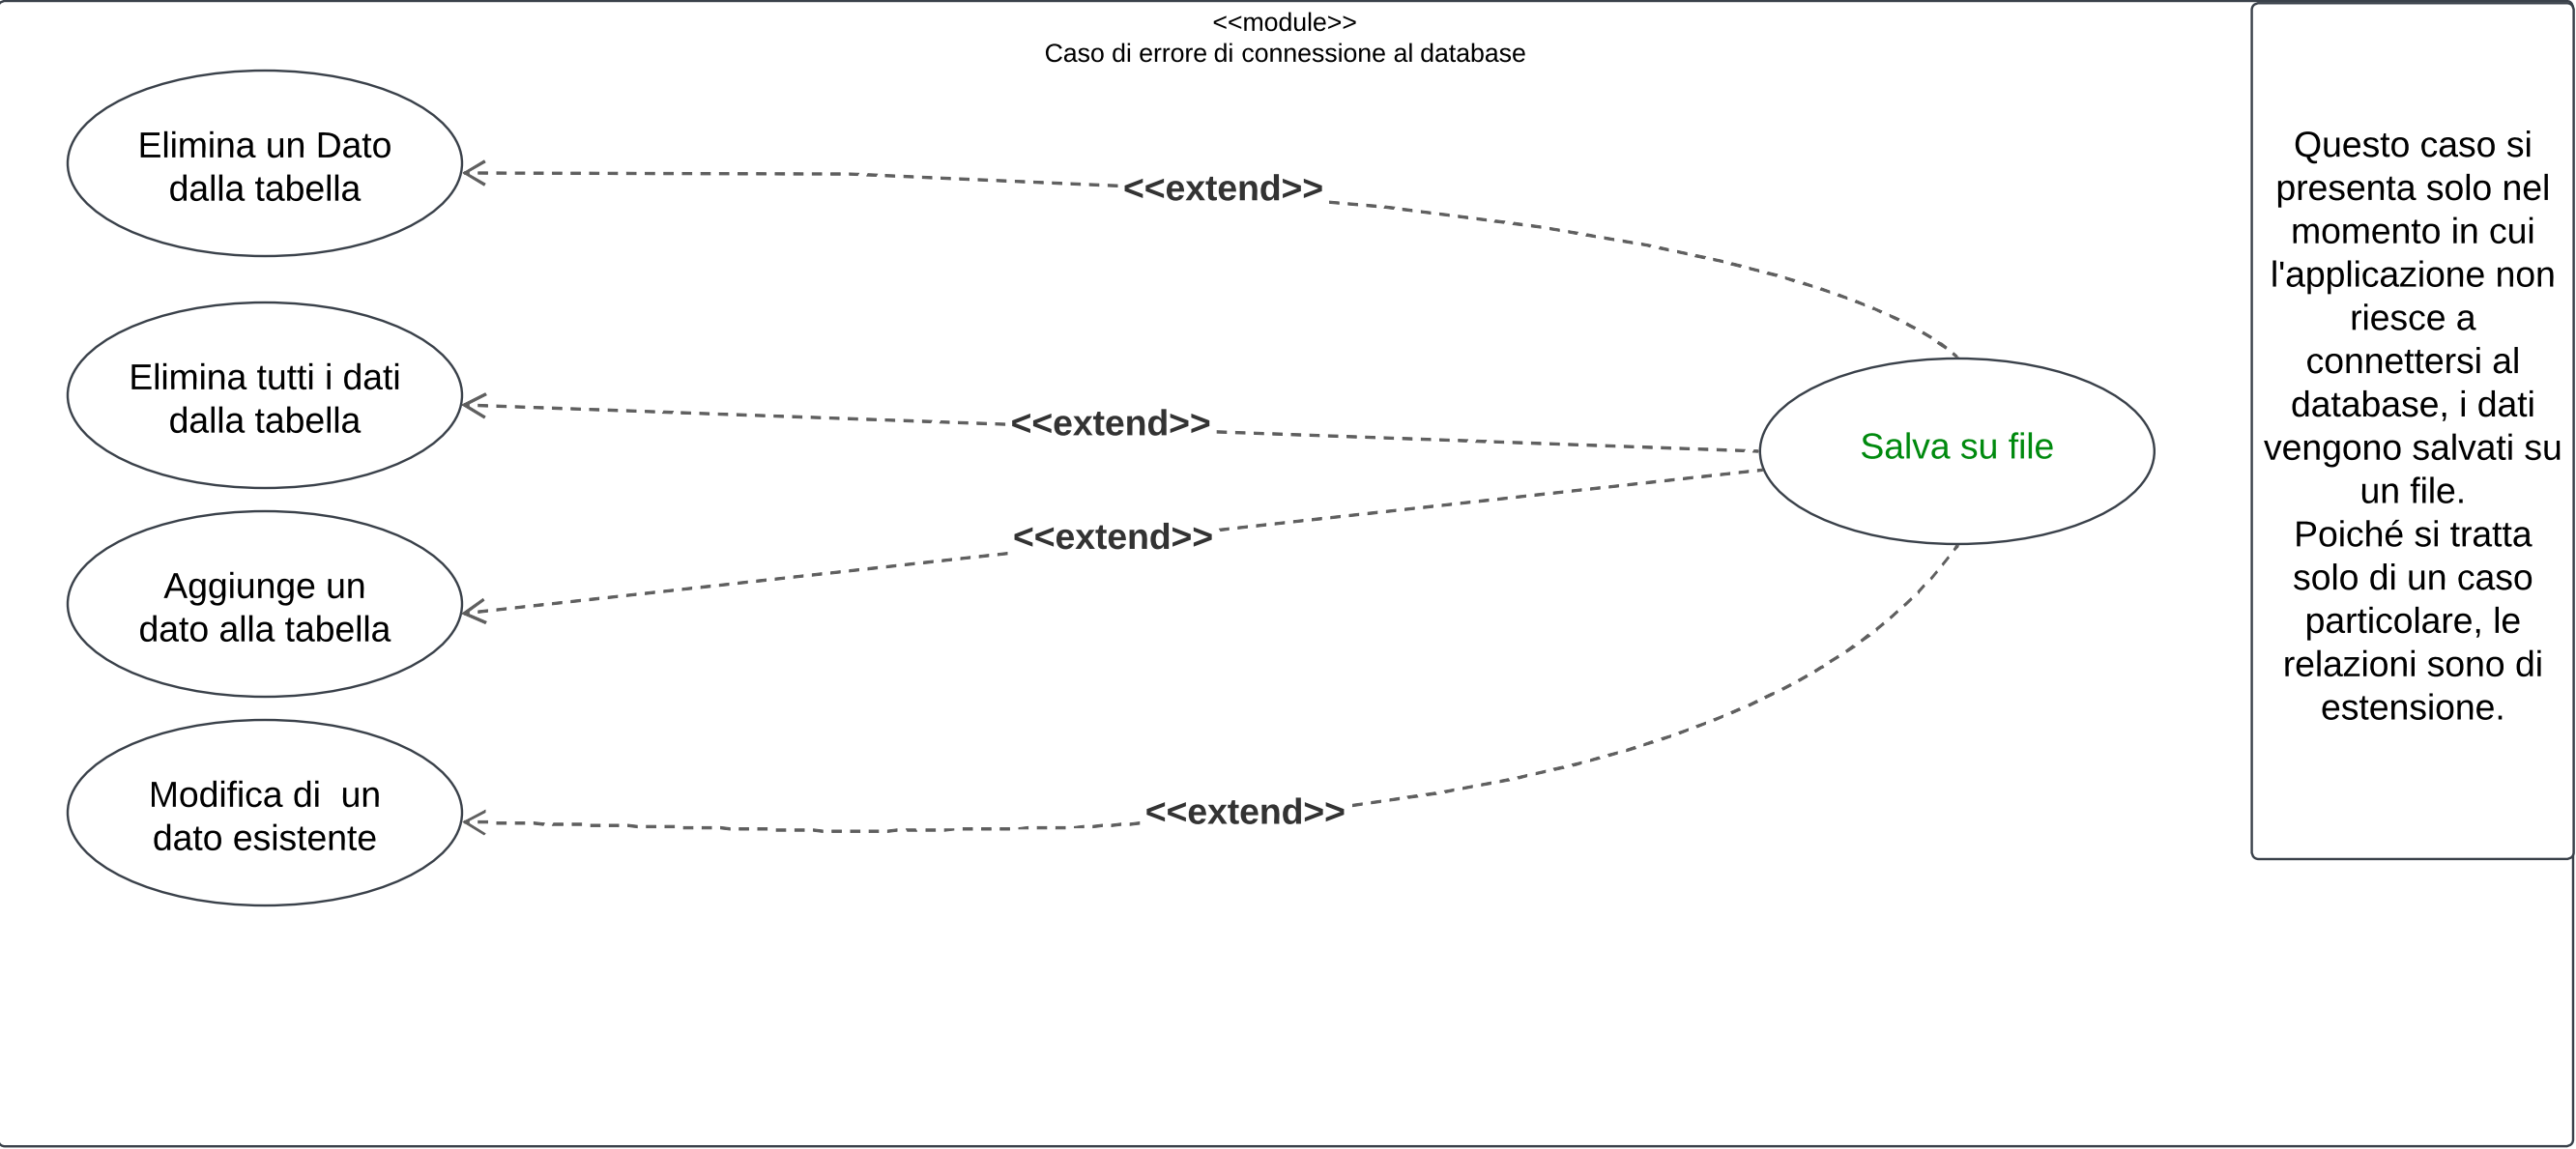 <<module>>
Caso di errore di connessione al database
Elimina un Dato
dalla tabella
<<extend>>
Elimina tutti i dati
dalla tabella
<<extend>>
Salva su file
<<extend>>
Aggiunge un
dato alla tabella
Modifica di  un
dato esistente
<<extend>>
Questo caso si
presenta solo nel
momento in cui
l'applicazione non
riesce a
connettersi al
database, i dati
vengono salvati su
un file.
Poiché si tratta
solo di un caso
particolare, le
relazioni sono di
estensione.